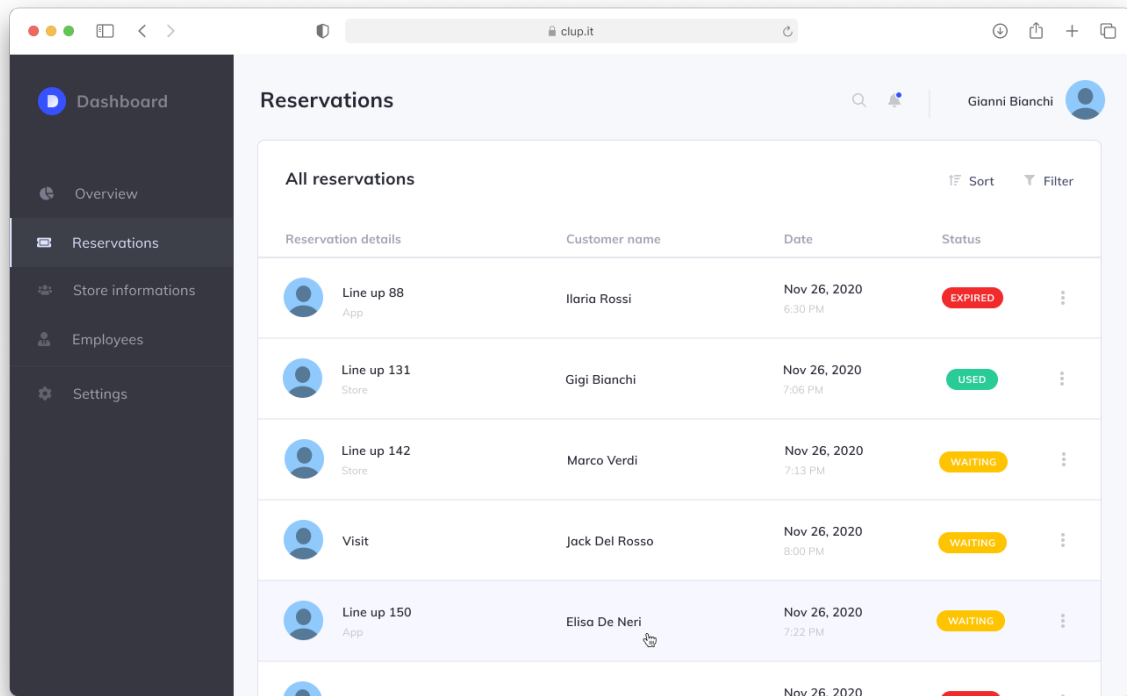 clup.it
Dashboard
Reservations
Gianni Bianchi
Overview
Reservations
Store informations
Employees
Settings
All reservations
Sort
Filter
Reservation details
Customer name
Date
Status
Line up 88
App
Ilaria Rossi
Nov 26, 2020
6:30 PM
EXPIRED
Line up 131
Store
Gigi Bianchi
Nov 26, 2020
7:06 PM
USED
Line up 142
Store
Marco Verdi
Nov 26, 2020
7:13 PM
WAITING
Visit
Jack Del Rosso
Nov 26, 2020
8:00 PM
WAITING
Line up 150
App
Elisa De Neri
Nov 26, 2020
7:22 PM
WAITING
Nov 26, 2020